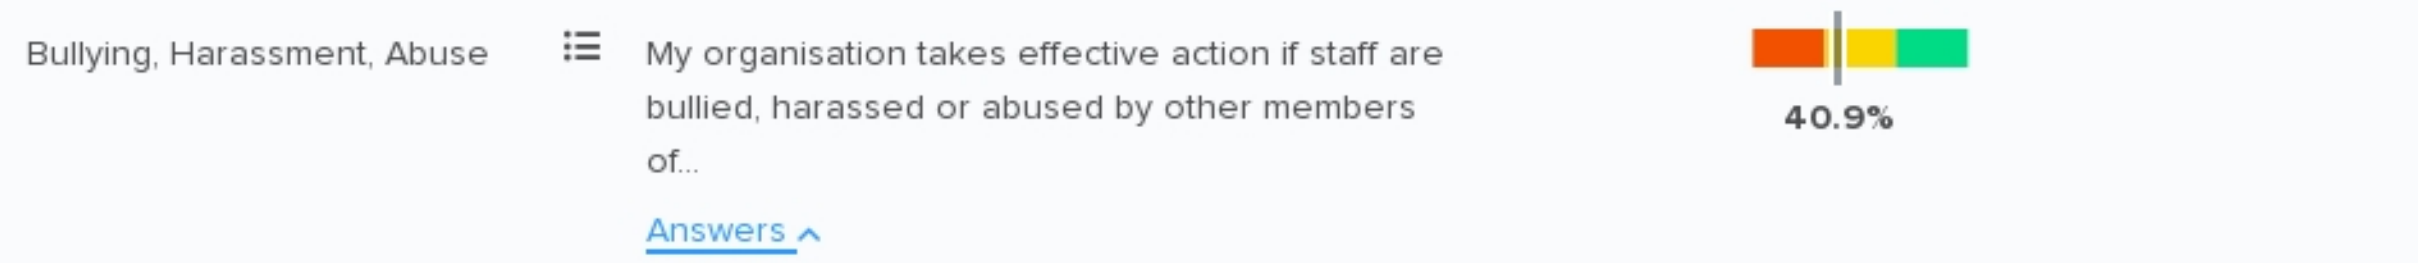 Bullying, Harassment, Abuse
My organisation takes effective action if staff are
bullied, harassed or abused by other members
of...
40.9%
Answers